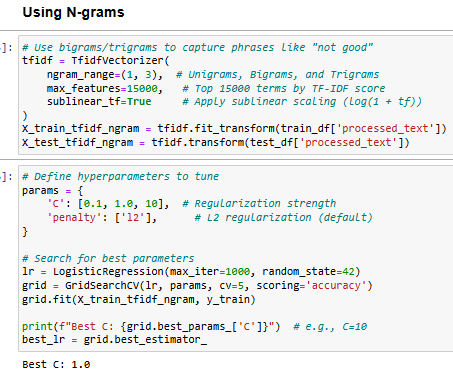 Using N-grams
]: # Use bigrams/trigrams to capture phrases like "not good"
tfidf = TfidfVectorizer(
    ngram_range=(1, 3),  # Unigrams, Bigrams, and Trigrams
    max_features=15000,   # Top 15000 terms by TF-IDF score
    sublinear_tf=True     # Apply sublinear scaling (log(1 + tf))
)
X_train_tfidf_ngram = tfidf.fit_transform(train_df['processed_text'])
X_test_tfidf_ngram = tfidf.transform(test_df['processed_text'])
]: # Define hyperparameters to tune
params = {
    'C': [0.1, 1.0, 10],  # Regularization strength
    'penalty': ['l2'],      # L2 regularization (default)
}
# Search for best parameters
lr = LogisticRegression(max_iter=1000, random_state=42)
grid = GridSearchCV(lr, params, cv=5, scoring='accuracy')
grid.fit(X_train_tfidf_ngram, y_train)
print(f"Best C: {grid.best_params_['C']}")  # e.g., C=10
best_lr = grid.best_estimator_
Best C: 1.0